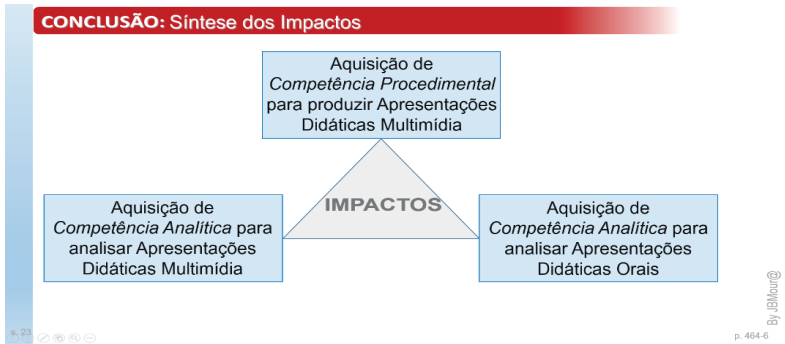 CONCLUSÃO: Síntese dos Impactos
Aquisição de
Competência Procedimental
para produzir Apresentações
Didáticas Multimídia
IMPACTOS
Aquisição de
Competência Analítica para
analisar Apresentações
Didáticas Multimídia
Aquisição de
Competência Analítica para
analisar Apresentações
Didáticas Orais
By JBMour@
s. 23
p. 464-6